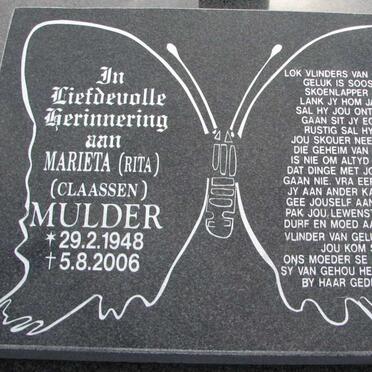 In
Liefdevolle
Herinnering
aan
MARIETA (RITA)
(CLAASSEN)
MULDER
*29.2.1948
†5.8.2006
LOK VLINDERS VAN
GELUK IS SOOS
SKOENLAPPER
LANK JY HOM JA
SAL HY JOU ONT
GAAN SIT JY EG
RUSTIG SAL HY
JOU SKOUER NEE
DIE GEHEIM VAN
IS NIE OM ALTYD
DAT DINGE MET JO
GAAN NIE. VRA EER
JY AAN ANDER KA
GEE JOUSELF AAN
PAK JOU LEWENSТ
DURF EN MOED AA
VLINDER VAN GELU
JOU KOM S
ONS MOEDER SE
SY VAN GEHOU HE
BY HAAR GED